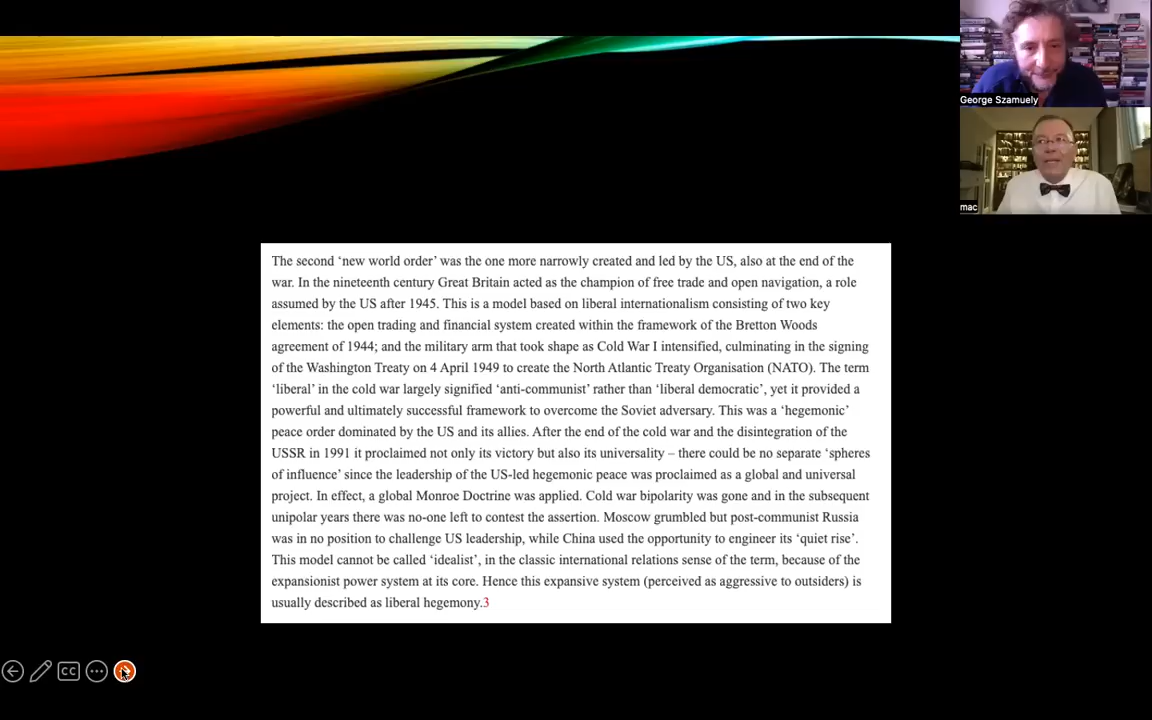 George Szamuely
mac
The second ‘new world order’ was the one more narrowly created and led by the US, also at the end of the
war. In the nineteenth century Great Britain acted as the champion of free trade and open navigation, a role
assumed by the US after 1945. This is a model based on liberal internationalism consisting of two key
elements: the open trading and financial system created within the framework of the Bretton Woods
agreement of 1944; and the military arm that took shape as Cold War I intensified, culminating in the signing
of the Washington Treaty on 4 April 1949 to create the North Atlantic Treaty Organisation (NATO). The term
‘liberal’ in the cold war largely signified ‘anti-communist’ rather than ‘liberal democratic’, yet it provided a
powerful and ultimately successful framework to overcome the Soviet adversary. This was a ‘hegemonic’
peace order dominated by the US and its allies. After the end of the cold war and the disintegration of the
USSR in 1991 it proclaimed not only its victory but also its universality – there could be no separate ‘spheres
of influence’ since the leadership of the US-led hegemonic peace was proclaimed as a global and universal
project. In effect, a global Monroe Doctrine was applied. Cold war bipolarity was gone and in the subsequent
unipolar years there was no-one left to contest the assertion. Moscow grumbled but post-communist Russia
was in no position to challenge US leadership, while China used the opportunity to engineer its ‘quiet rise’.
This model cannot be called ‘idealist’, in the classic international relations sense of the term, because of the
expansionist power system at its core. Hence this expansive system (perceived as aggressive to outsiders) is
usually described as liberal hegemony.3
CC